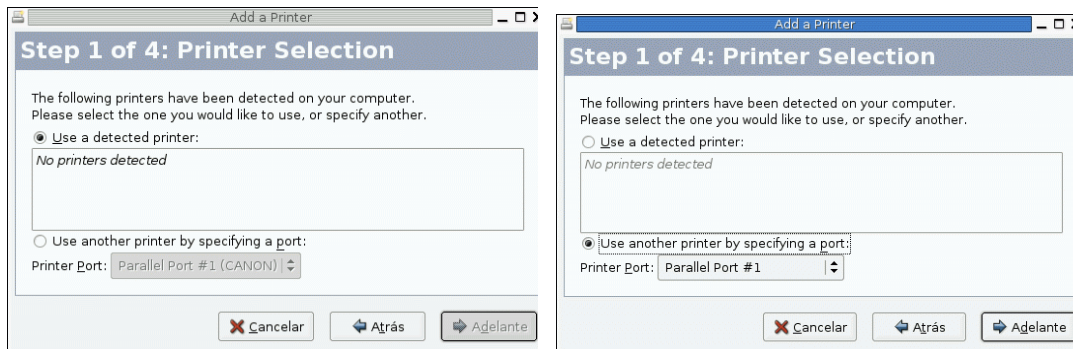 Add a Printer
Step 1 of 4: Printer Selection
The following printers have been detected on your computer.
Please select the one you would like to use, or specify another.
Use a detected printer:
No printers detected
Use another printer by specifying a port:
Printer Port: Parallel Port #1 (CANON)
Cancelar Atrás Adelante
Add a Printer
Step 1 of 4: Printer Selection
The following printers have been detected on your computer.
Please select the one you would like to use, or specify another.
Use a detected printer:
No printers detected
Use another printer by specifying a port:
Printer Port: Parallel Port #1
Cancelar Atrás Adelante